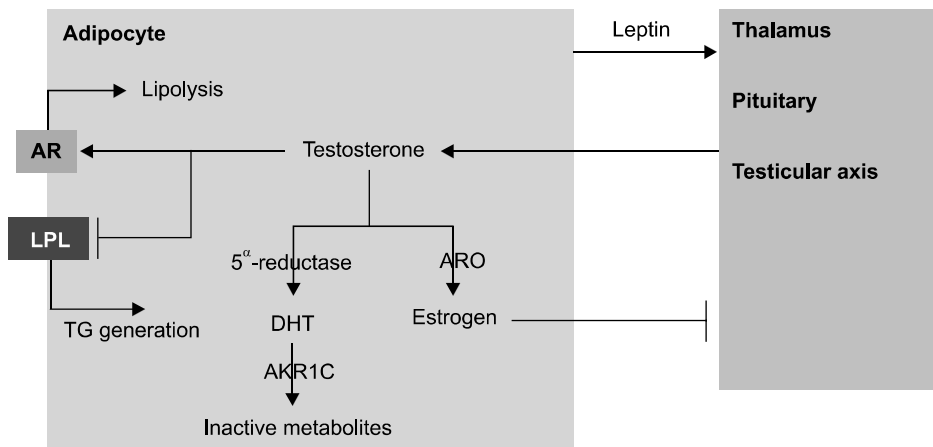 Adipocyte
Leptin
Thalamus
Lipolysis
Pituitary
AR
Testosterone
Testicular axis
LPL
5α-reductase
ARO
TG generation
DHT
Estrogen
AKR1C
Inactive metabolites